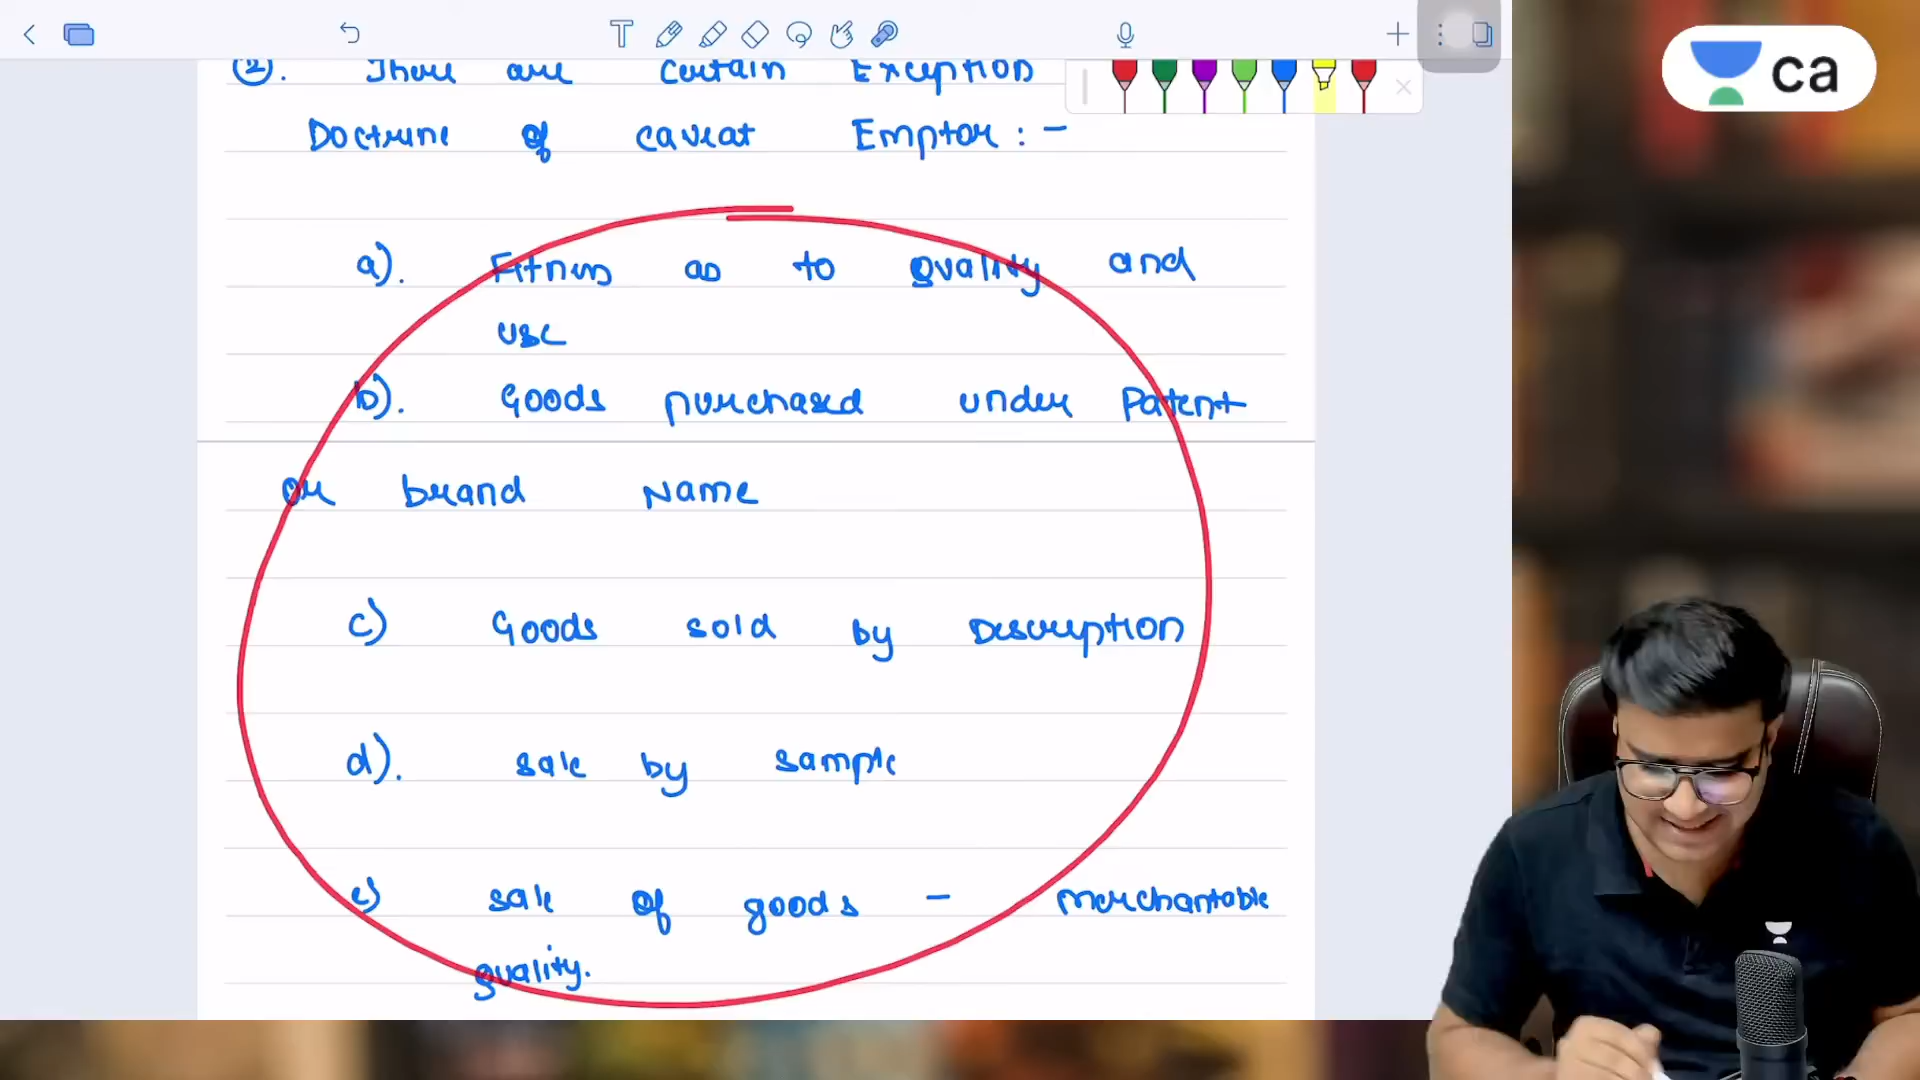 ca
②. There are certain Exception
Doctrine of caveat Emptor : -
a). Fitness as to quality and
use
b). Goods purchased under Patent
or brand Name
c) Goods sold by Description
d). sale by sample
e) sale of goods - merchantable
quality.